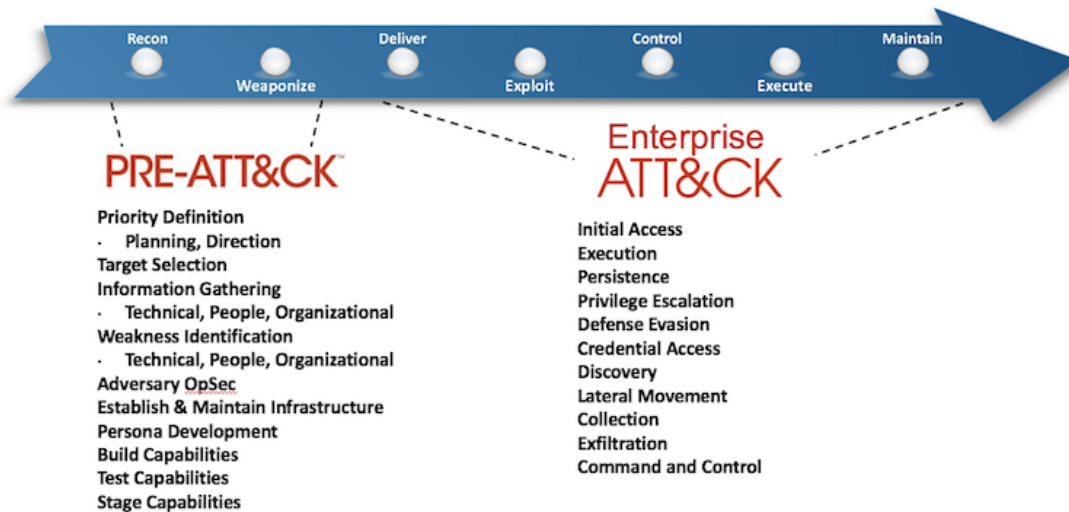 Recon
Deliver
Control
Maintain
Weaponize
Exploit
Execute
PRE-ATT&CK™
Priority Definition
· Planning, Direction
Target Selection
Information Gathering
· Technical, People, Organizational
Weakness Identification
· Technical, People, Organizational
Adversary OpSec
Establish & Maintain Infrastructure
Persona Development
Build Capabilities
Test Capabilities
Stage Capabilities
Enterprise
ATT&CK
Initial Access
Execution
Persistence
Privilege Escalation
Defense Evasion
Credential Access
Discovery
Lateral Movement
Collection
Exfiltration
Command and Control